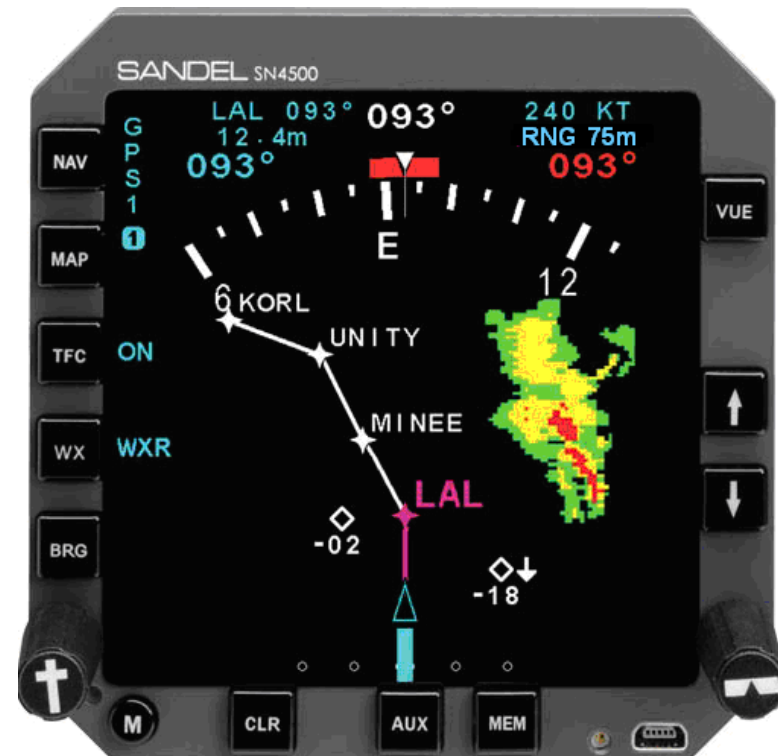 SANDEL SN4500
LAL 093° 093° 240 KT
12.4m RNG 75m
093° 093°
GPS1
1
NAV
MAP
TFC ON
WX WXR
BRG
VUE
E
6 12
KORL
UNITY
MINEE
LAL
-02
-18
M
CLR
AUX
MEM